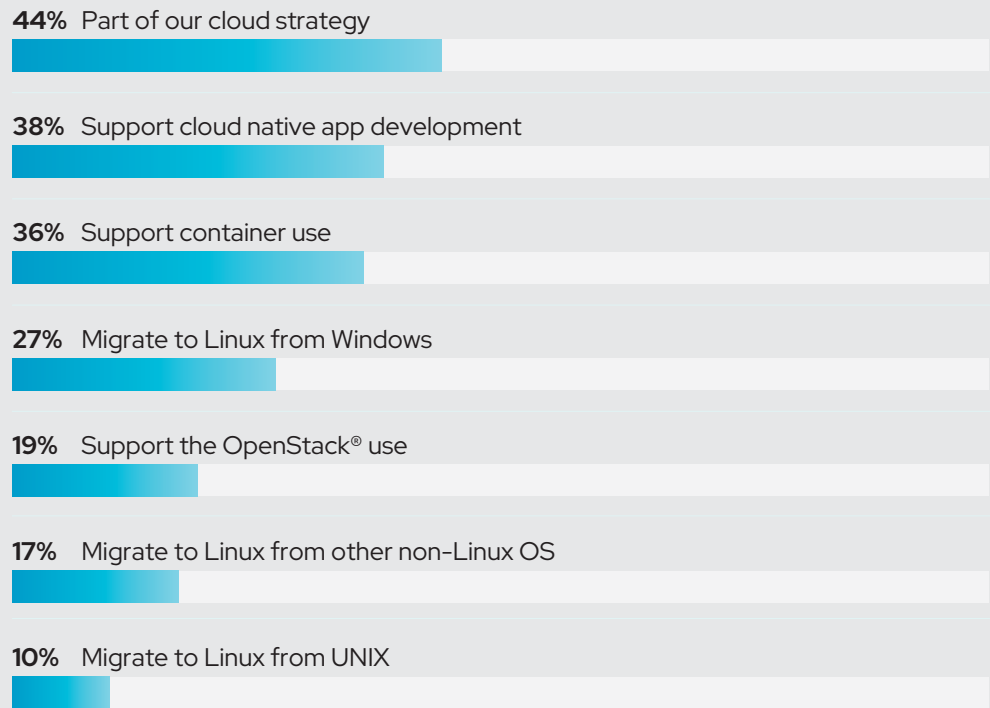 44% Part of our cloud strategy
38% Support cloud native app development
36% Support container use
27% Migrate to Linux from Windows
19% Support the OpenStack® use
17% Migrate to Linux from other non-Linux OS
10% Migrate to Linux from UNIX